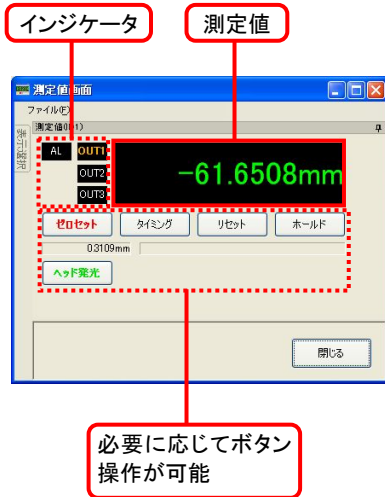 インジケータ
測定値
測定値画面
ファイル(F)
表示選択
測定値(ID1)
AL OUT1
OUT2
OUT3
-61.6508mm
ゼロセット タイミング リセット ホールド
0.3109mm
ヘッド発光
閉じる
必要に応じてボタン
操作が可能